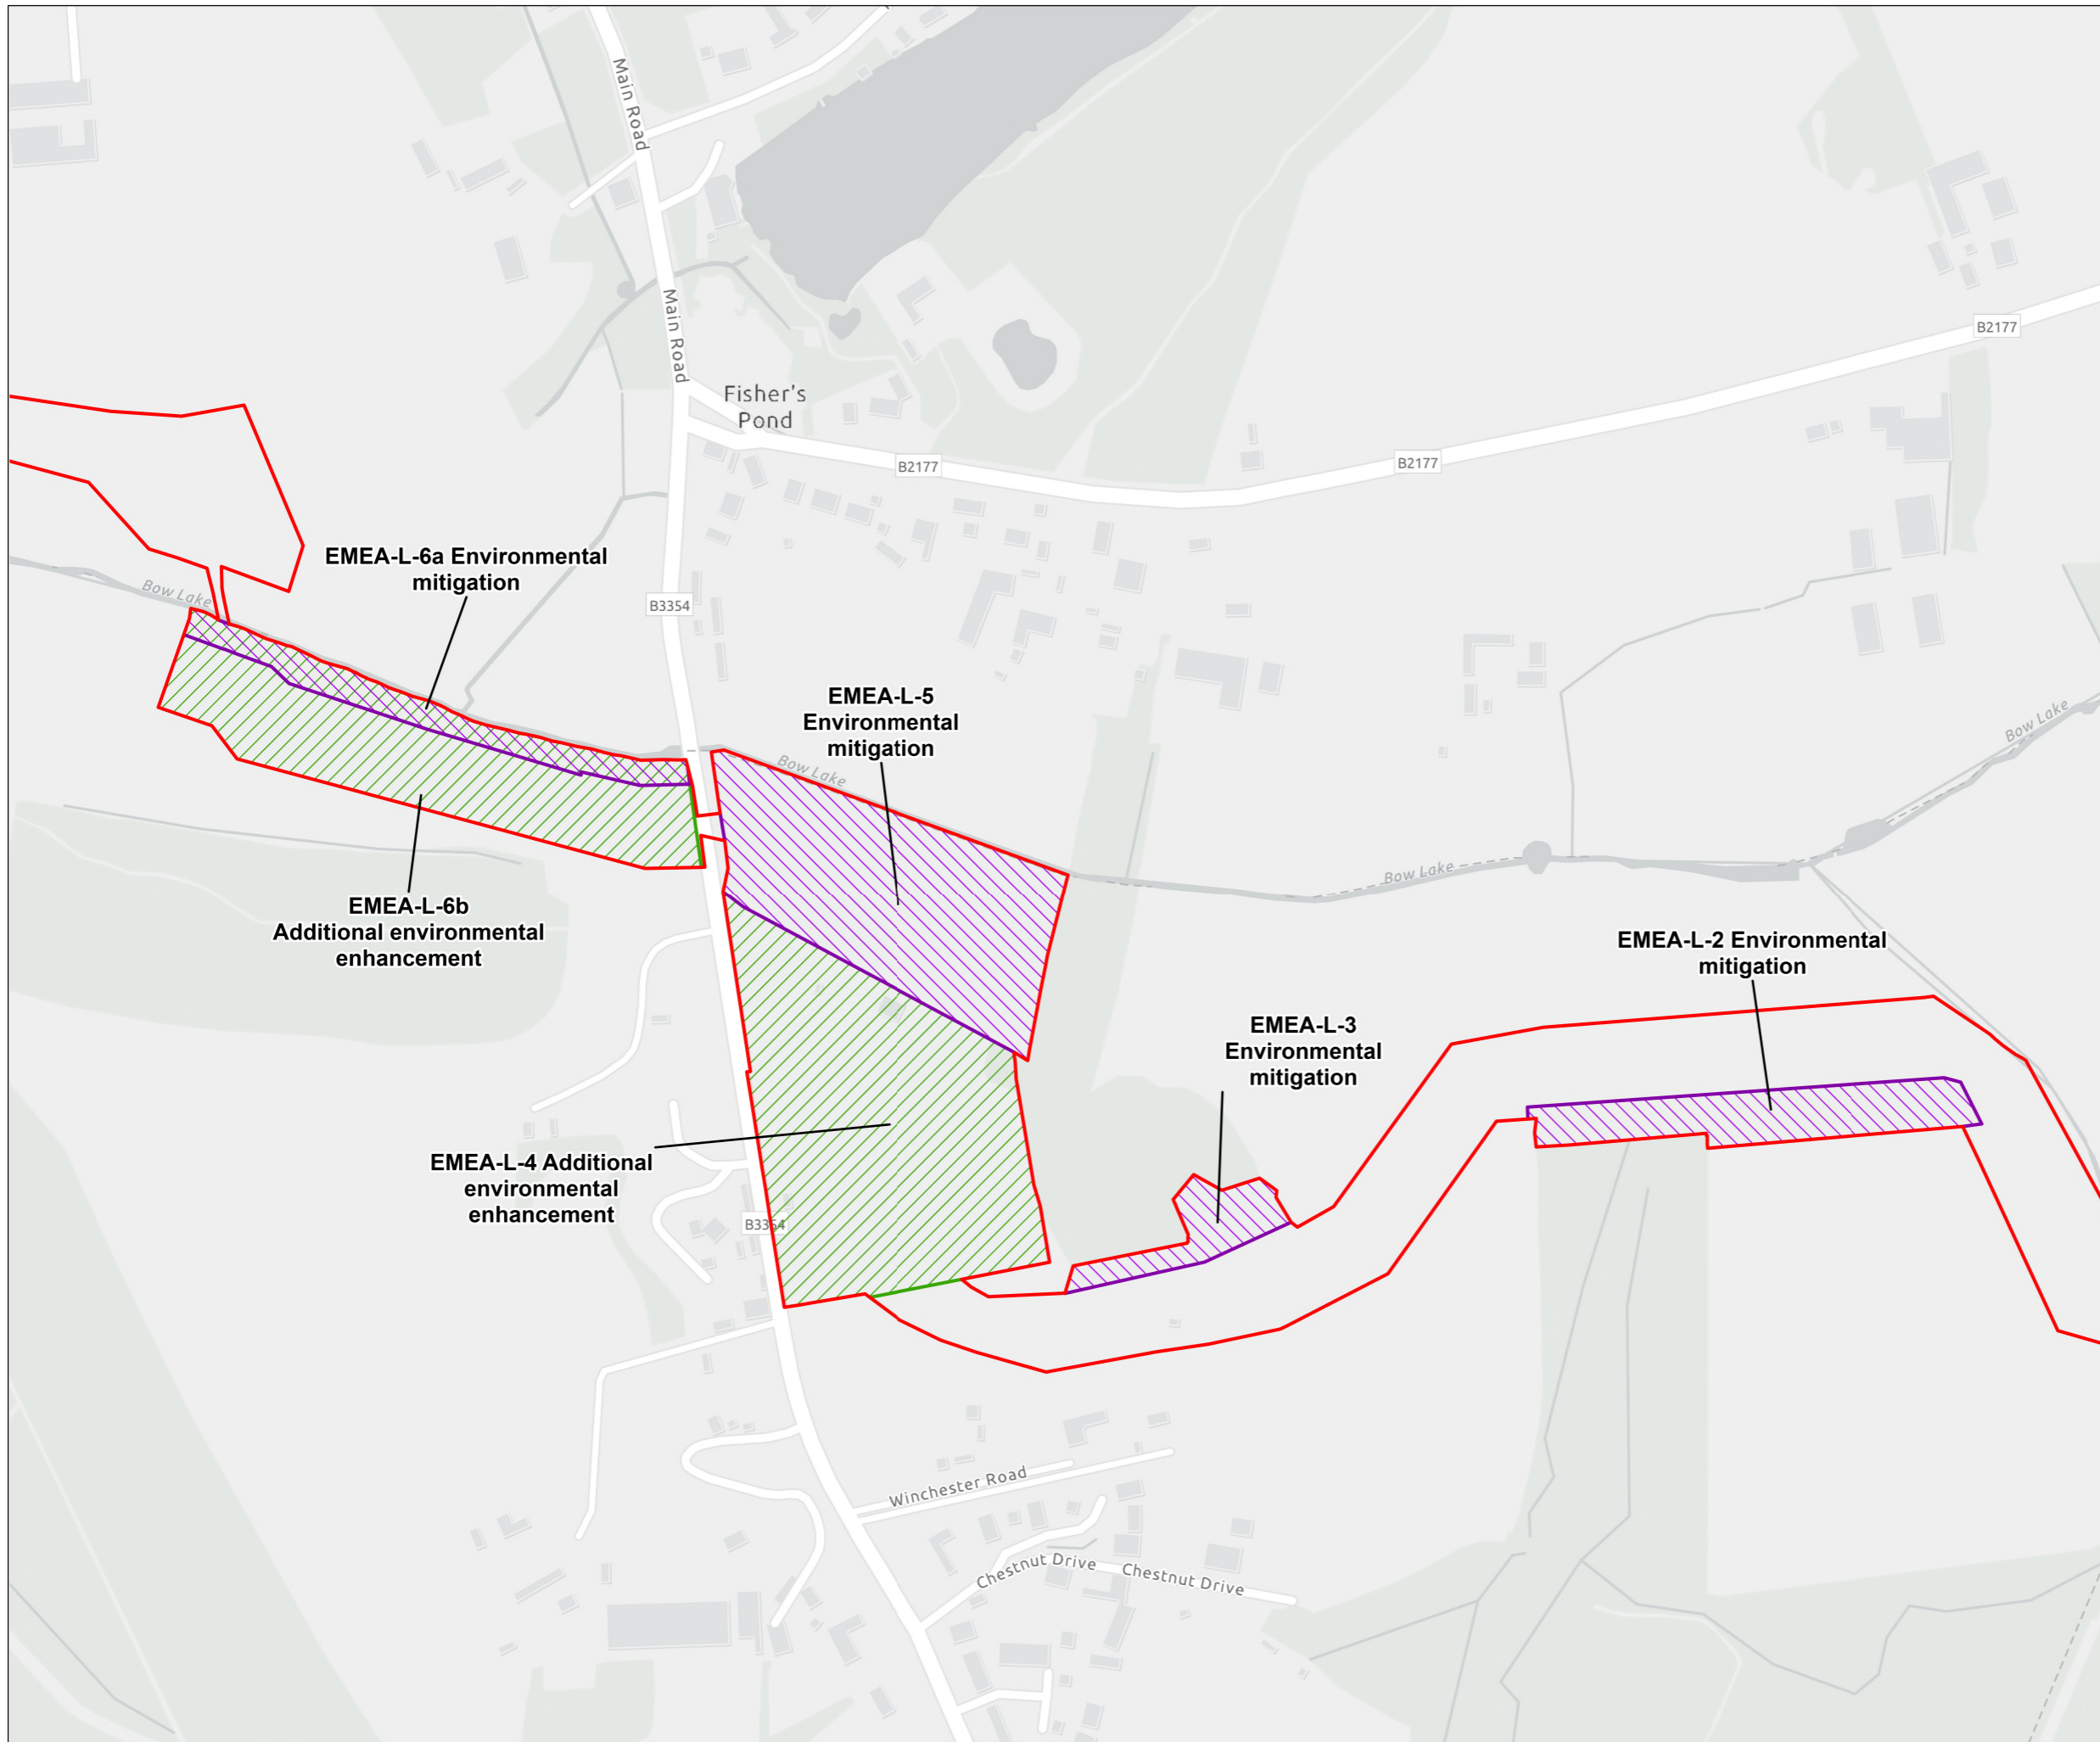 Main Road
Main Road
B2177
Fisher's
Pond
B2177
B2177
EMEA-L-6a Environmental
mitigation
Bow Lake
B3354
EMEA-L-5
Environmental
mitigation
Bow Lake
Bow Lake
Bow Lake
EMEA-L-6b
Additional environmental
enhancement
EMEA-L-2 Environmental
mitigation
EMEA-L-3
Environmental
mitigation
EMEA-L-4 Additional
environmental
enhancement
B3354
Winchester Road
Chestnut Drive
Chestnut Drive